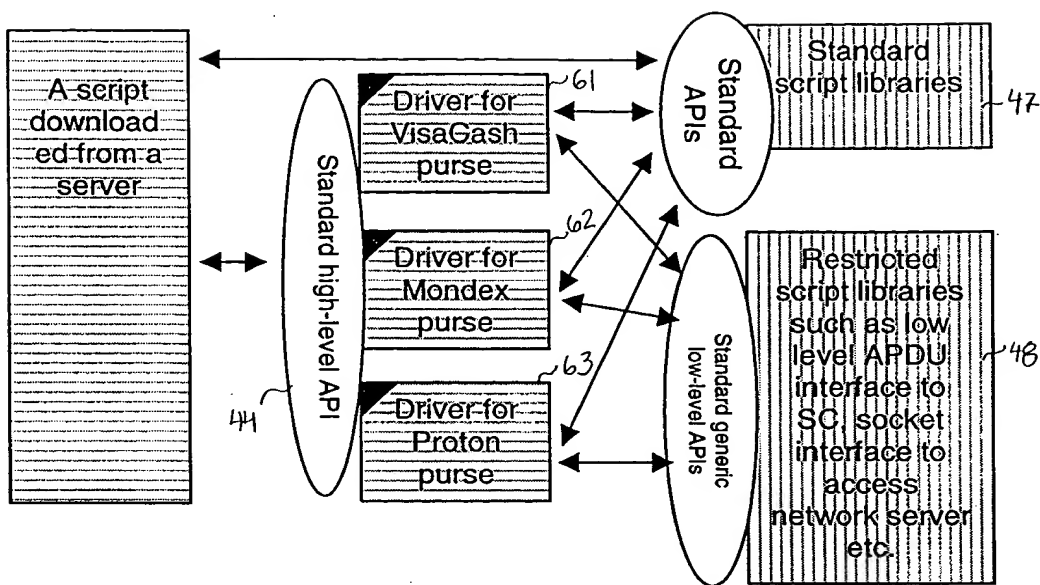 A script
download
ed from a
server
Standard high-level API
44
61
Driver for
VisaGash
purse
62
Driver for
Mondex
purse
63
Driver for
Proton
purse
Standard
APIs
Standard
script libraries
47
Standard generic
low-level APIs
Restricted
script libraries
such as low
level APDU
interface to
SC, socket
interface to
access
network server
etc.
48